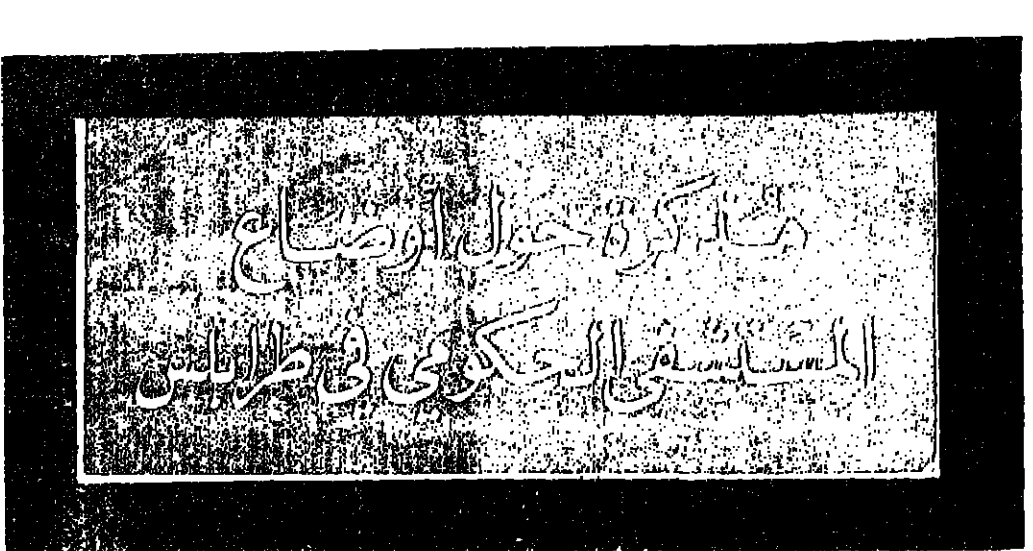 مذكرة حول أوضاع
المستشفى الحكومي في طرابلس